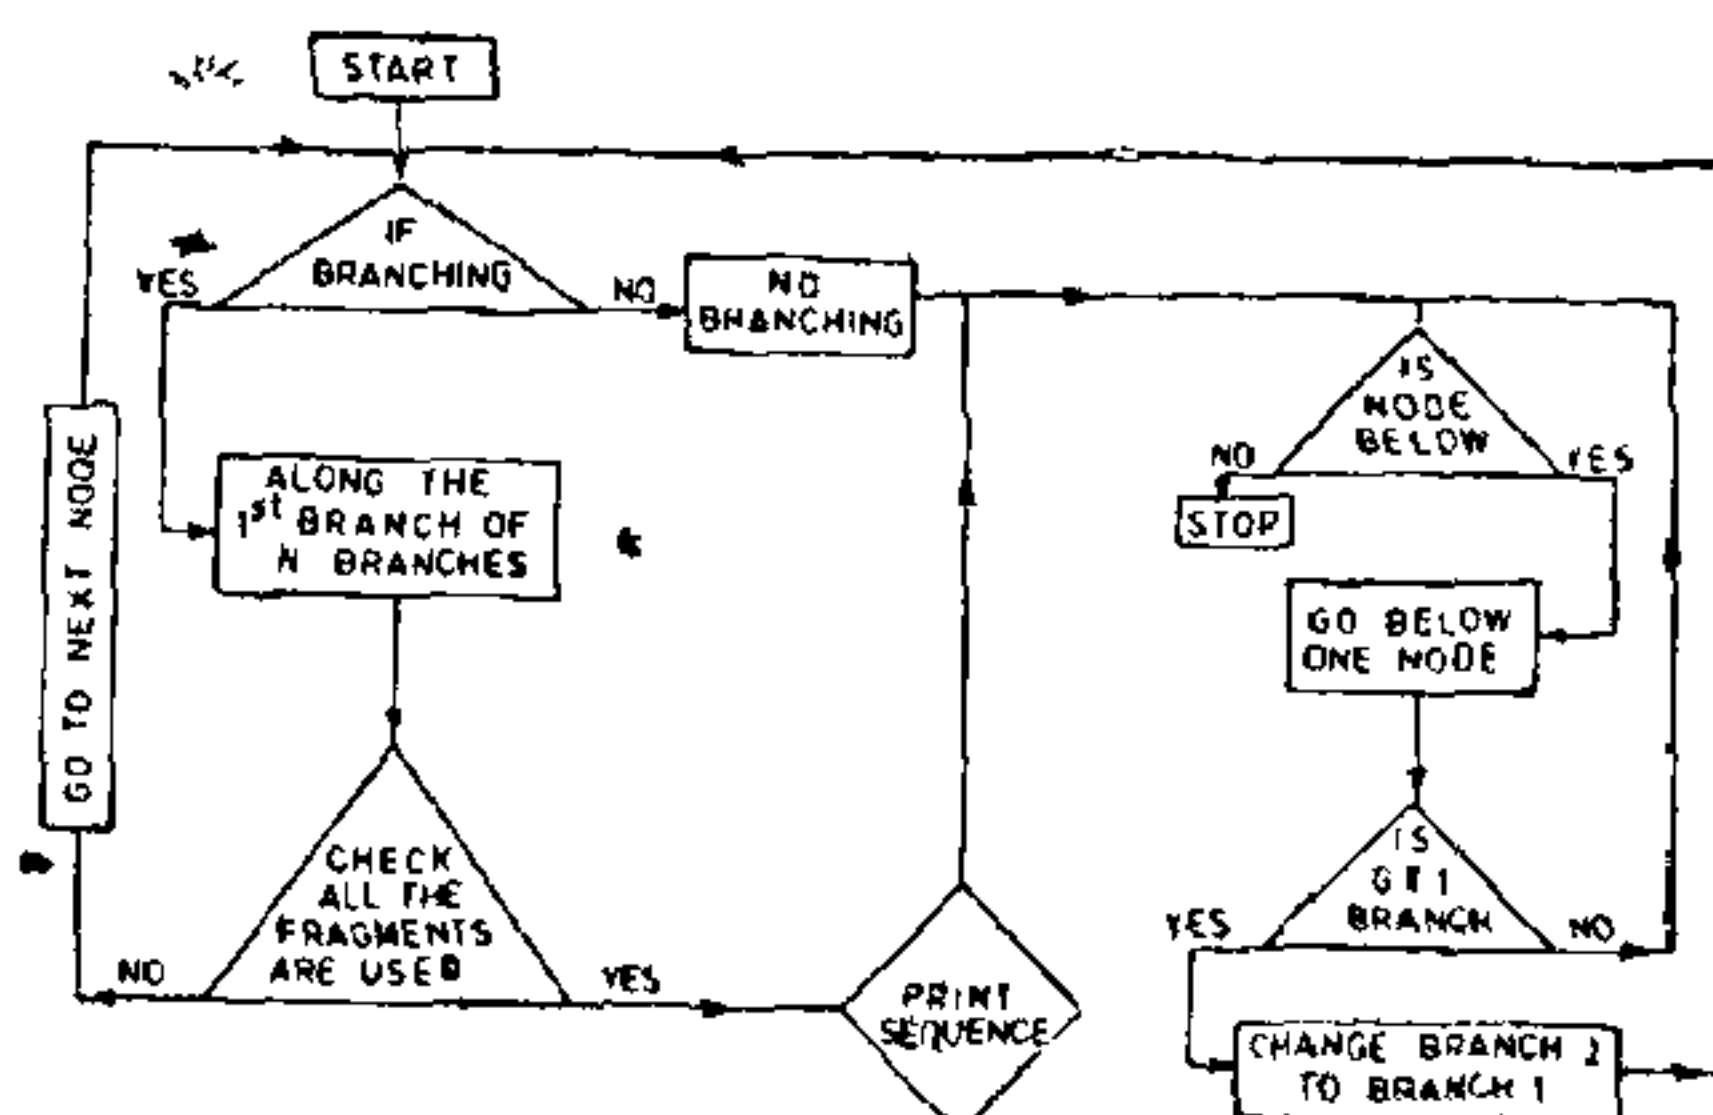 START
IF
BRANCHING
YES
NO
NO
BRANCHING
IS
NODE
BELOW
NO
YES
STOP
GO TO NEXT NODE
ALONG THE
1st BRANCH OF
N BRANCHES
GO BELOW
ONE NODE
CHECK
ALL THE
FRAGMENTS
ARE USED
NO
YES
IS
GT 1
BRANCH
YES
NO
PRINT
SEQUENCE
CHANGE BRANCH 2
TO BRANCH 1